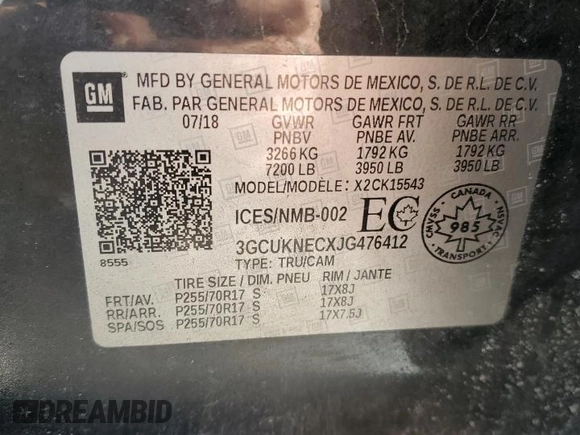 GM
MFD BY GENERAL MOTORS DE MEXICO, S. DE R.L. DE C.V.
FAB. PAR GENERAL MOTORS DE MEXICO, S. DE R.L. DE C.V.
07/18 GVWR GAWR FRT GAWR RR
PNBV PNBE AV. PNBE ARR.
3266 KG 1792 KG 1792 KG
7200 LB 3950 LB 3950 LB
MODEL/MODÈLE: X2CK15543
ICES/NMB-002 EC
CANADA
CMVSS NSVAC
985
TRANSPORT
3GCUKNECXJG476412
8555
TYPE: TRU/CAM
TIRE SIZE / DIM. PNEU RIM / JANTE
FRT/AV. P255/70R17 S 17X8J
RR/ARR. P255/70R17 S 17X8J
SPA/SOS P255/70R17 S 17X7.5J
DREAMBID